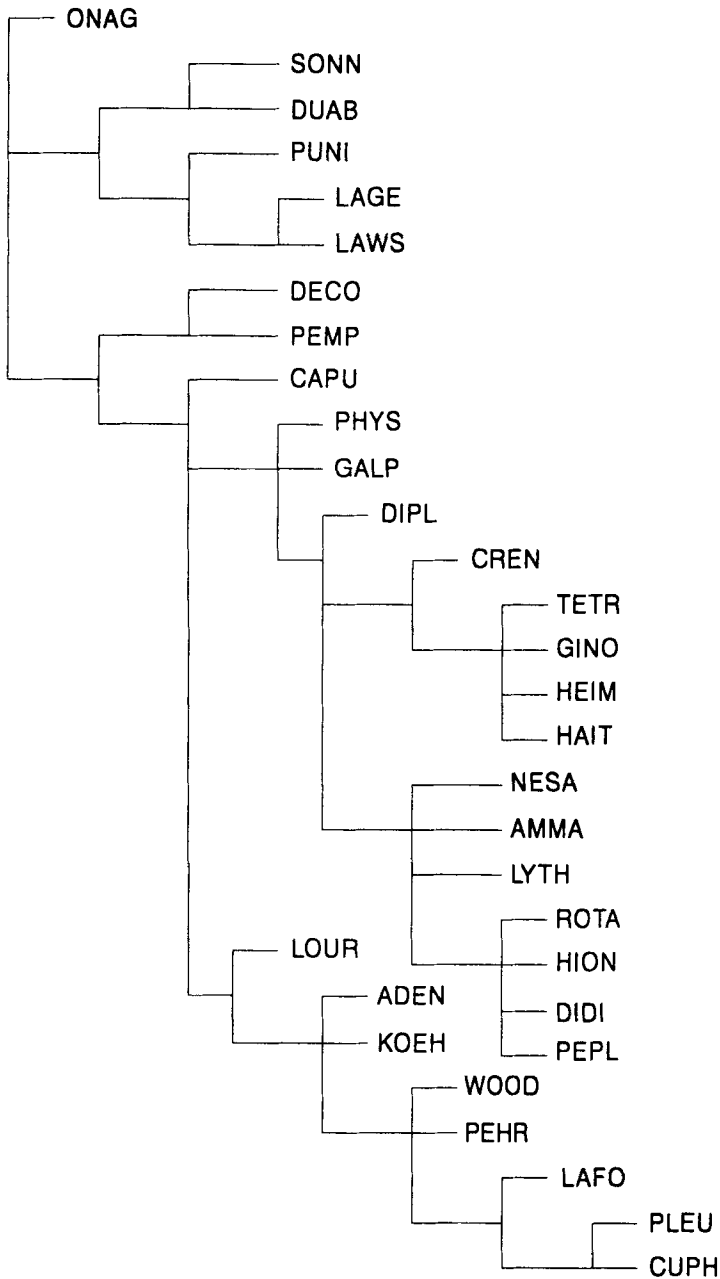 ONAG
SONN
DUAB
PUNI
LAGE
LAWS
DECO
PEMP
CAPU
PHYS
GALP
DIPL
CREN
TETR
GINO
HEIM
HAIT
NESA
AMMA
LYTH
ROTA
LOUR
HION
ADEN
DIDI
KOEH
PEPL
WOOD
PEHR
LAFO
PLEU
CUPH